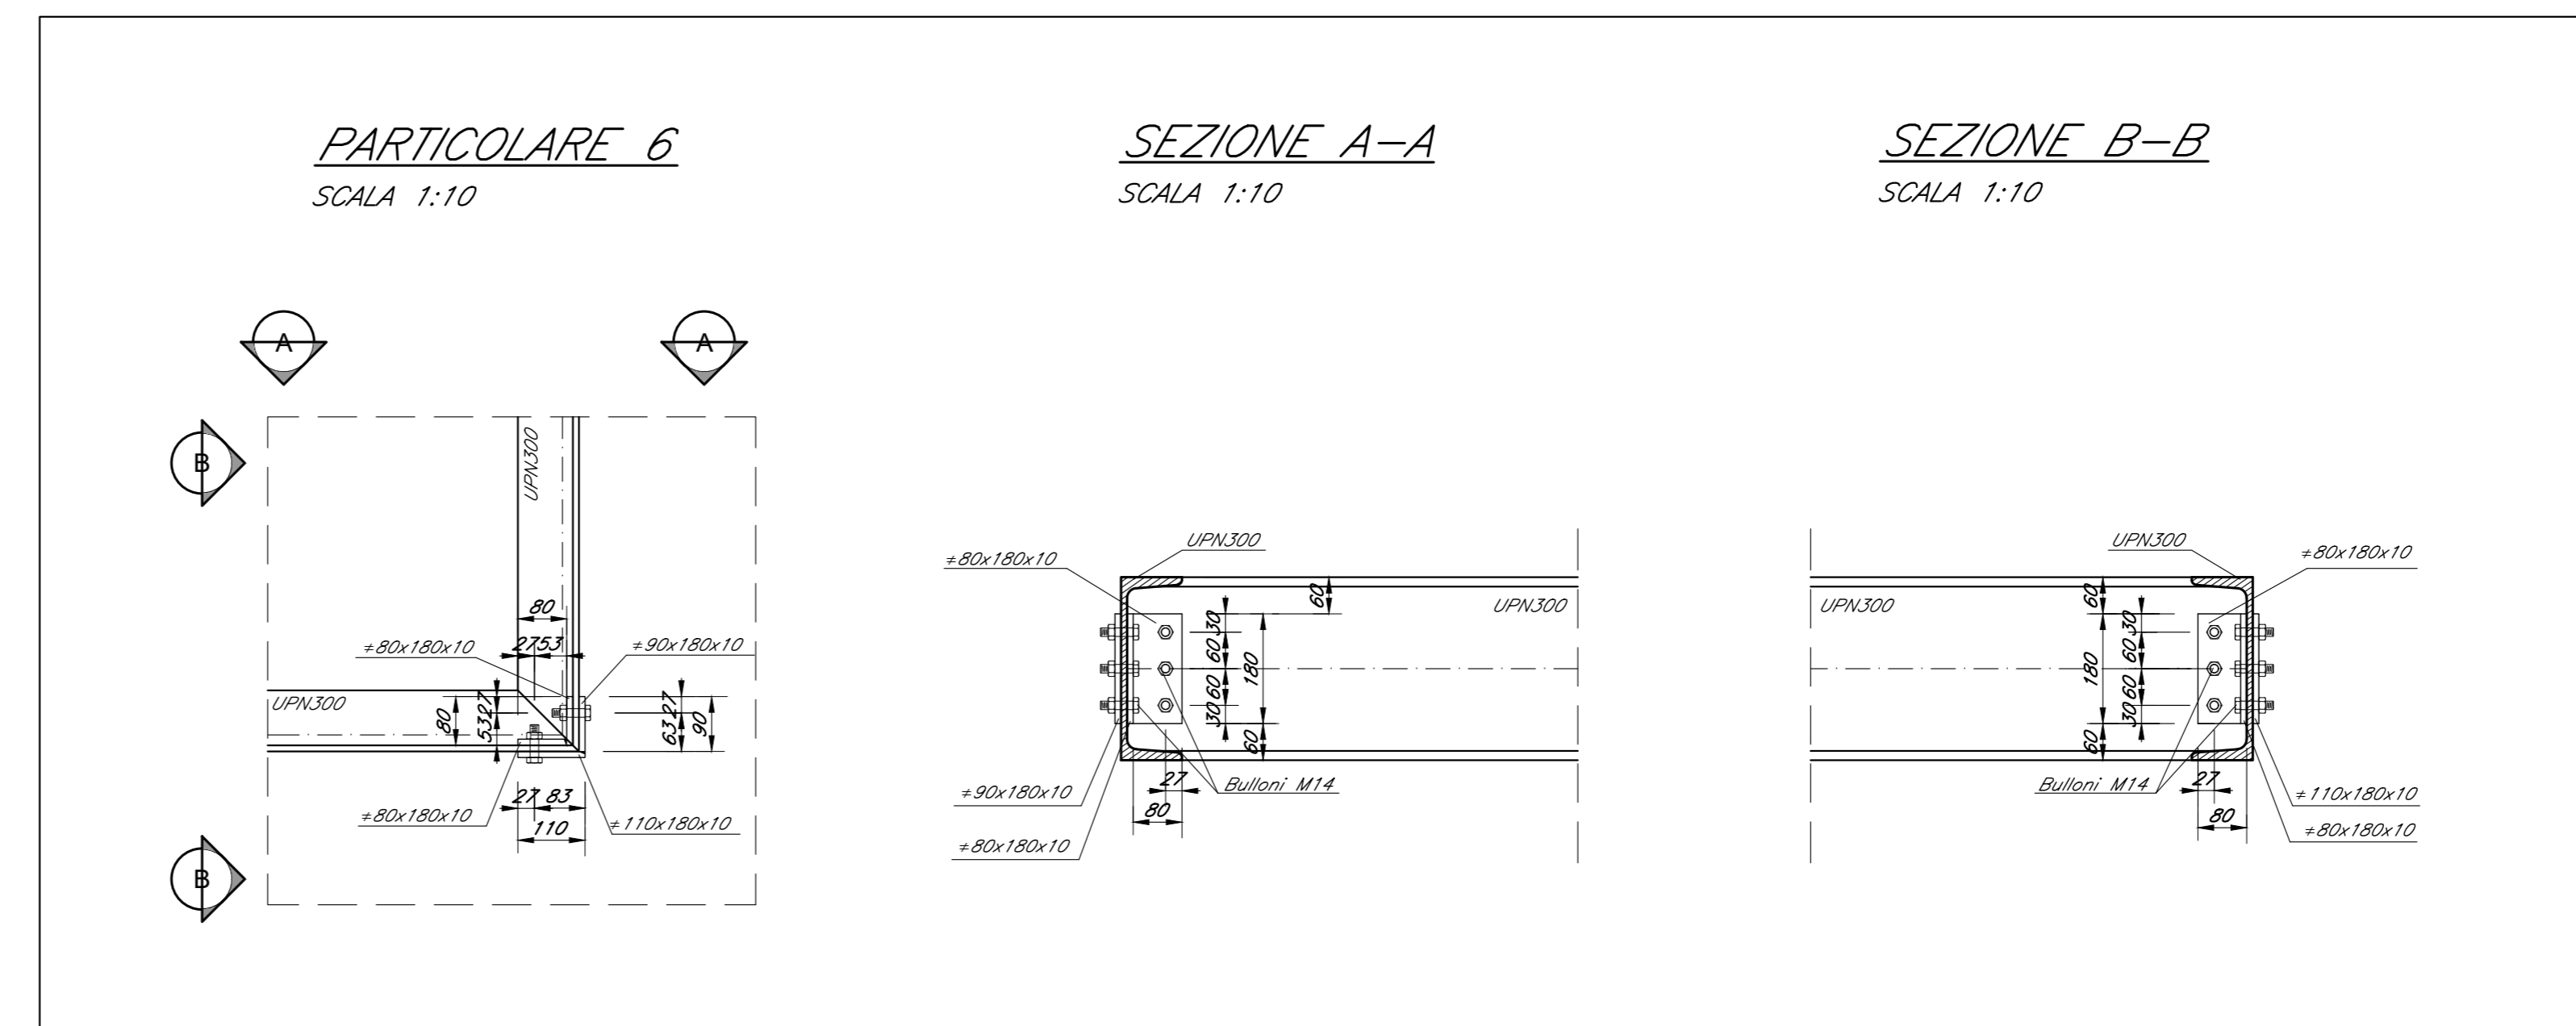 PARTICOLARE 6
SCALA 1:10
A
A
B
B
UPN300
80
27 53
≠80x180x10
≠90x180x10
UPN300
80
27
53
27
63
90
27 83
110
≠80x180x10
≠110x180x10
SEZIONE A-A
SCALA 1:10
≠80x180x10
UPN300
UPN300
60
30
60
60
30
180
60
27
80
Bulloni M14
≠90x180x10
≠80x180x10
SEZIONE B-B
SCALA 1:10
UPN300
≠80x180x10
UPN300
60
30
60
60
30
180
60
27
80
Bulloni M14
≠110x180x10
≠80x180x10